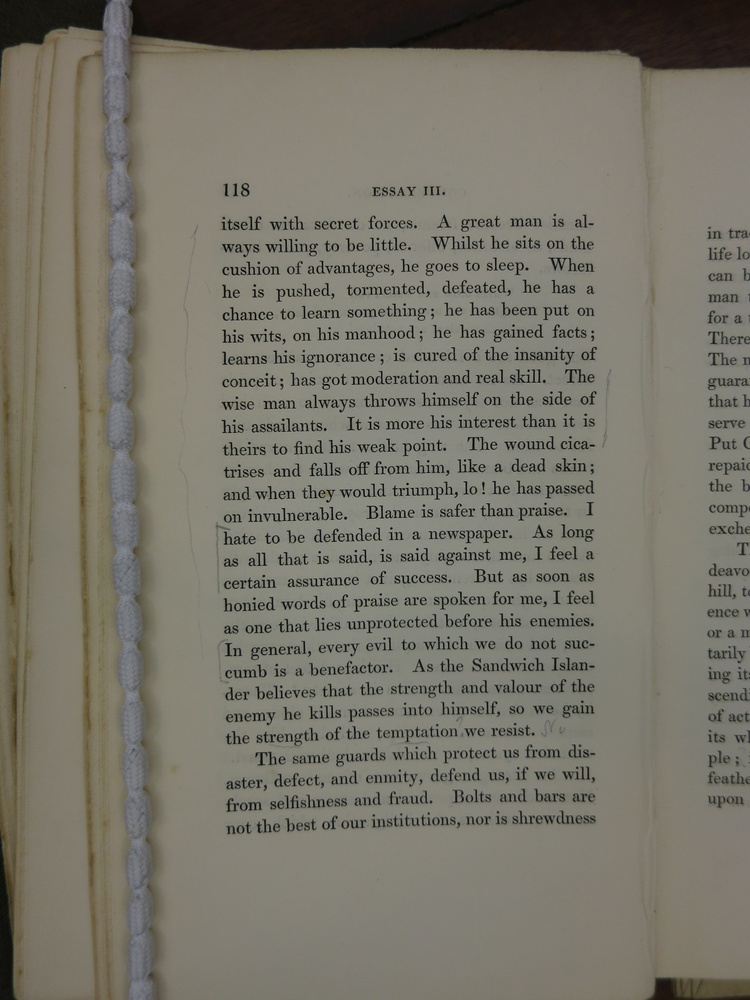 118
ESSAY III.
itself with secret forces. A great man is al-
ways willing to be little. Whilst he sits on the
cushion of advantages, he goes to sleep. When
he is pushed, tormented, defeated, he has a
chance to learn something; he has been put on
his wits, on his manhood; he has gained facts;
learns his ignorance; is cured of the insanity of
conceit; has got moderation and real skill. The
wise man always throws himself on the side of
his assailants. It is more his interest than it is
theirs to find his weak point. The wound cica-
trises and falls off from him, like a dead skin;
and when they would triumph, lo! he has passed
on invulnerable. Blame is safer than praise. I
hate to be defended in a newspaper. As long
as all that is said, is said against me, I feel a
certain assurance of success. But as soon as
honied words of praise are spoken for me, I feel
as one that lies unprotected before his enemies.
In general, every evil to which we do not suc-
cumb is a benefactor. As the Sandwich Islan-
der believes that the strength and valour of the
enemy he kills passes into himself, so we gain
the strength of the temptation we resist.
The same guards which protect us from dis-
aster, defect, and enmity, defend us, if we will,
from selfishness and fraud. Bolts and bars are
not the best of our institutions, nor is shrewdness
in tra
life lo
can b
man
for a
There
The
guara
that
serve
Put
repaid
the b
compo
exche
deavo
hill, t
ence
or a m
tarily
ing it
scend
of act
its
ple;
feathe
upon